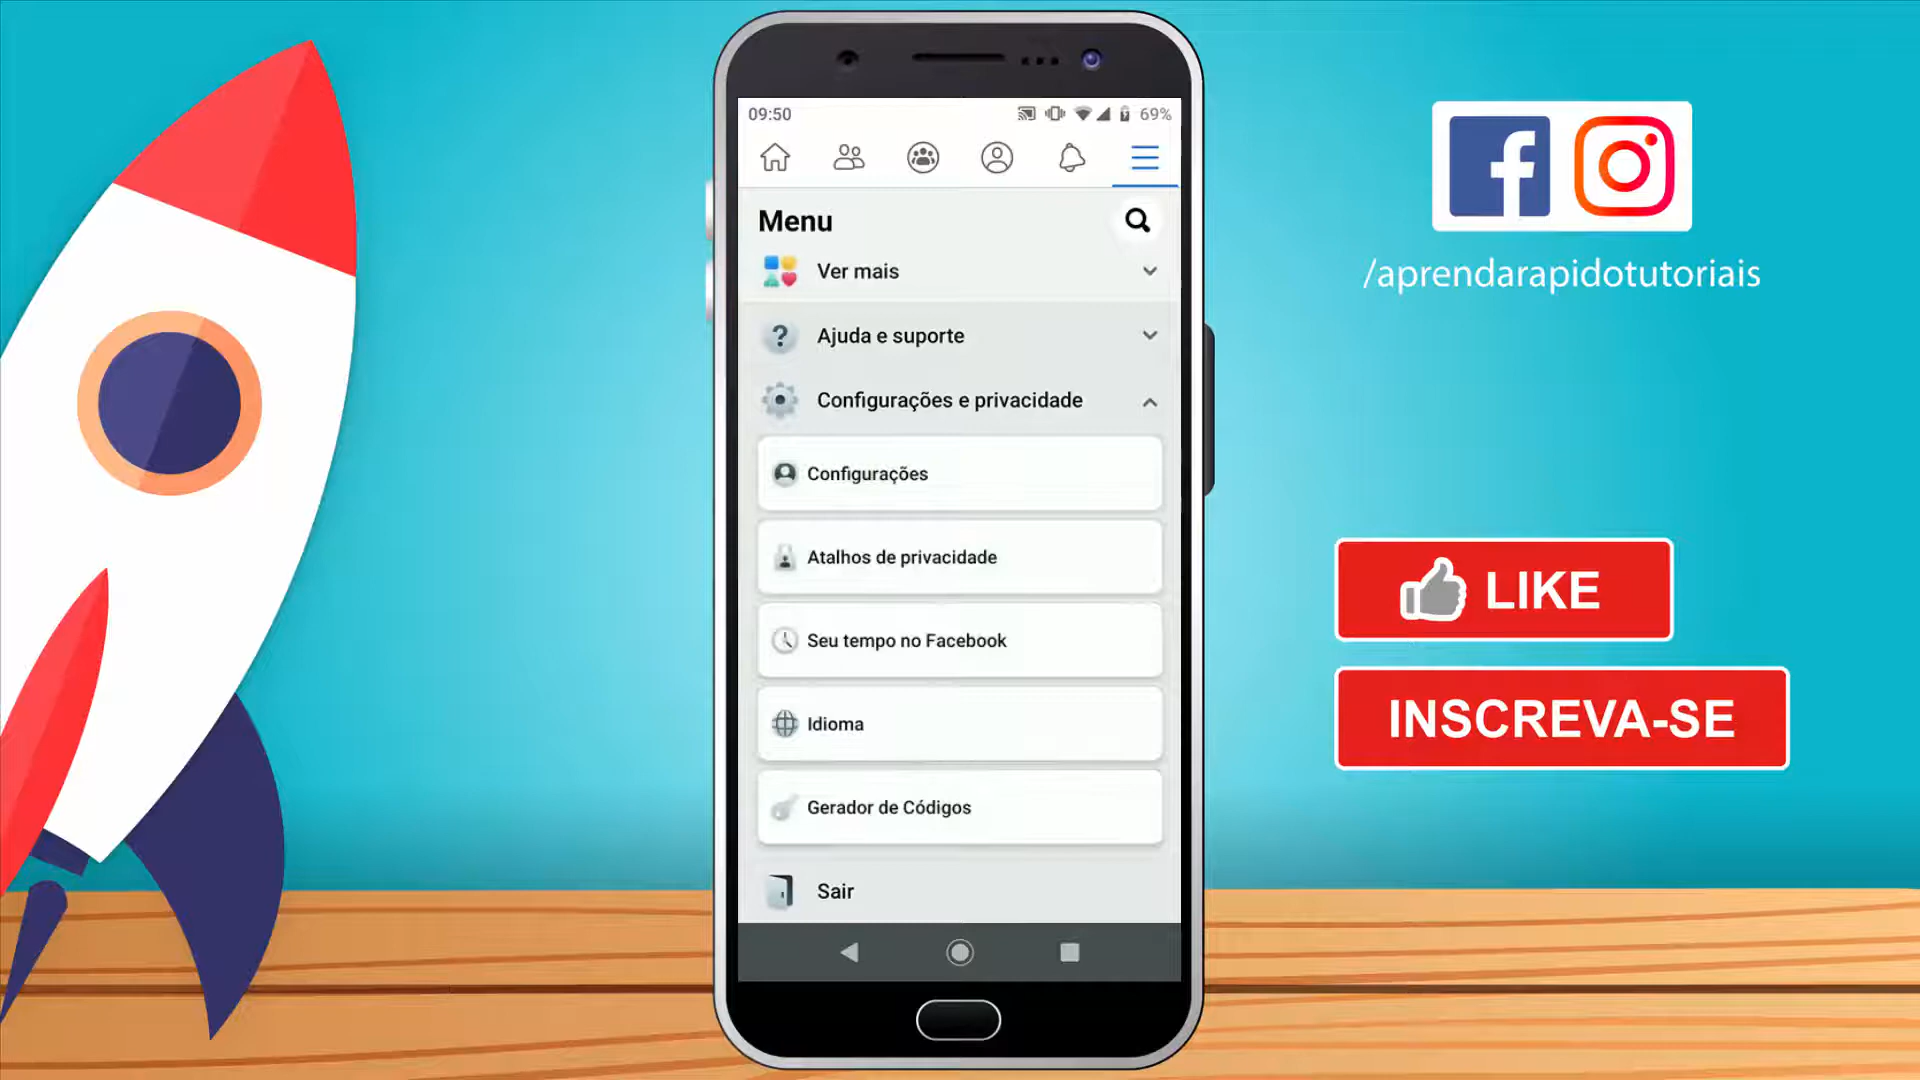 09:50
69%
Menu
Ver mais
Ajuda e suporte
Configurações e privacidade
Configurações
Atalhos de privacidade
Seu tempo no Facebook
Idioma
Gerador de Códigos
Sair
/aprendarapidotutoriais
LIKE
INSCREVA-SE